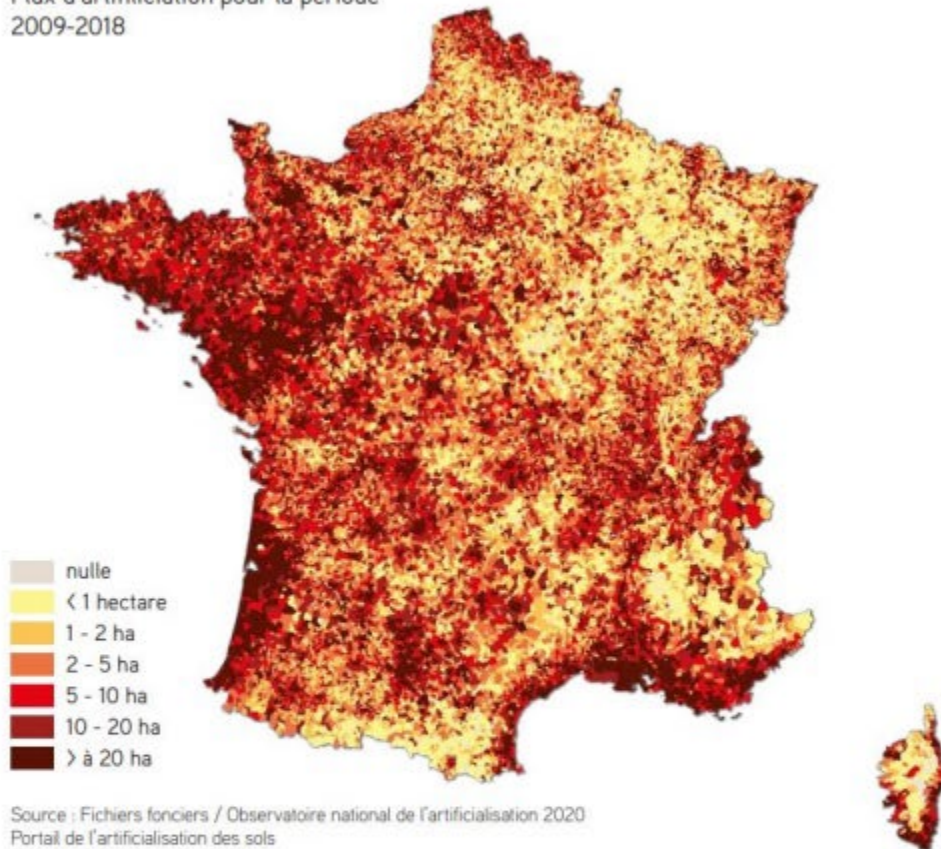 2009-2018
nulle
< 1 hectare
1 - 2 ha
2 - 5 ha
5 - 10 ha
10 - 20 ha
> à 20 ha
Source : Fichiers fonciers / Observatoire national de l'artificialisation 2020
Portail de l'artificialisation des sols